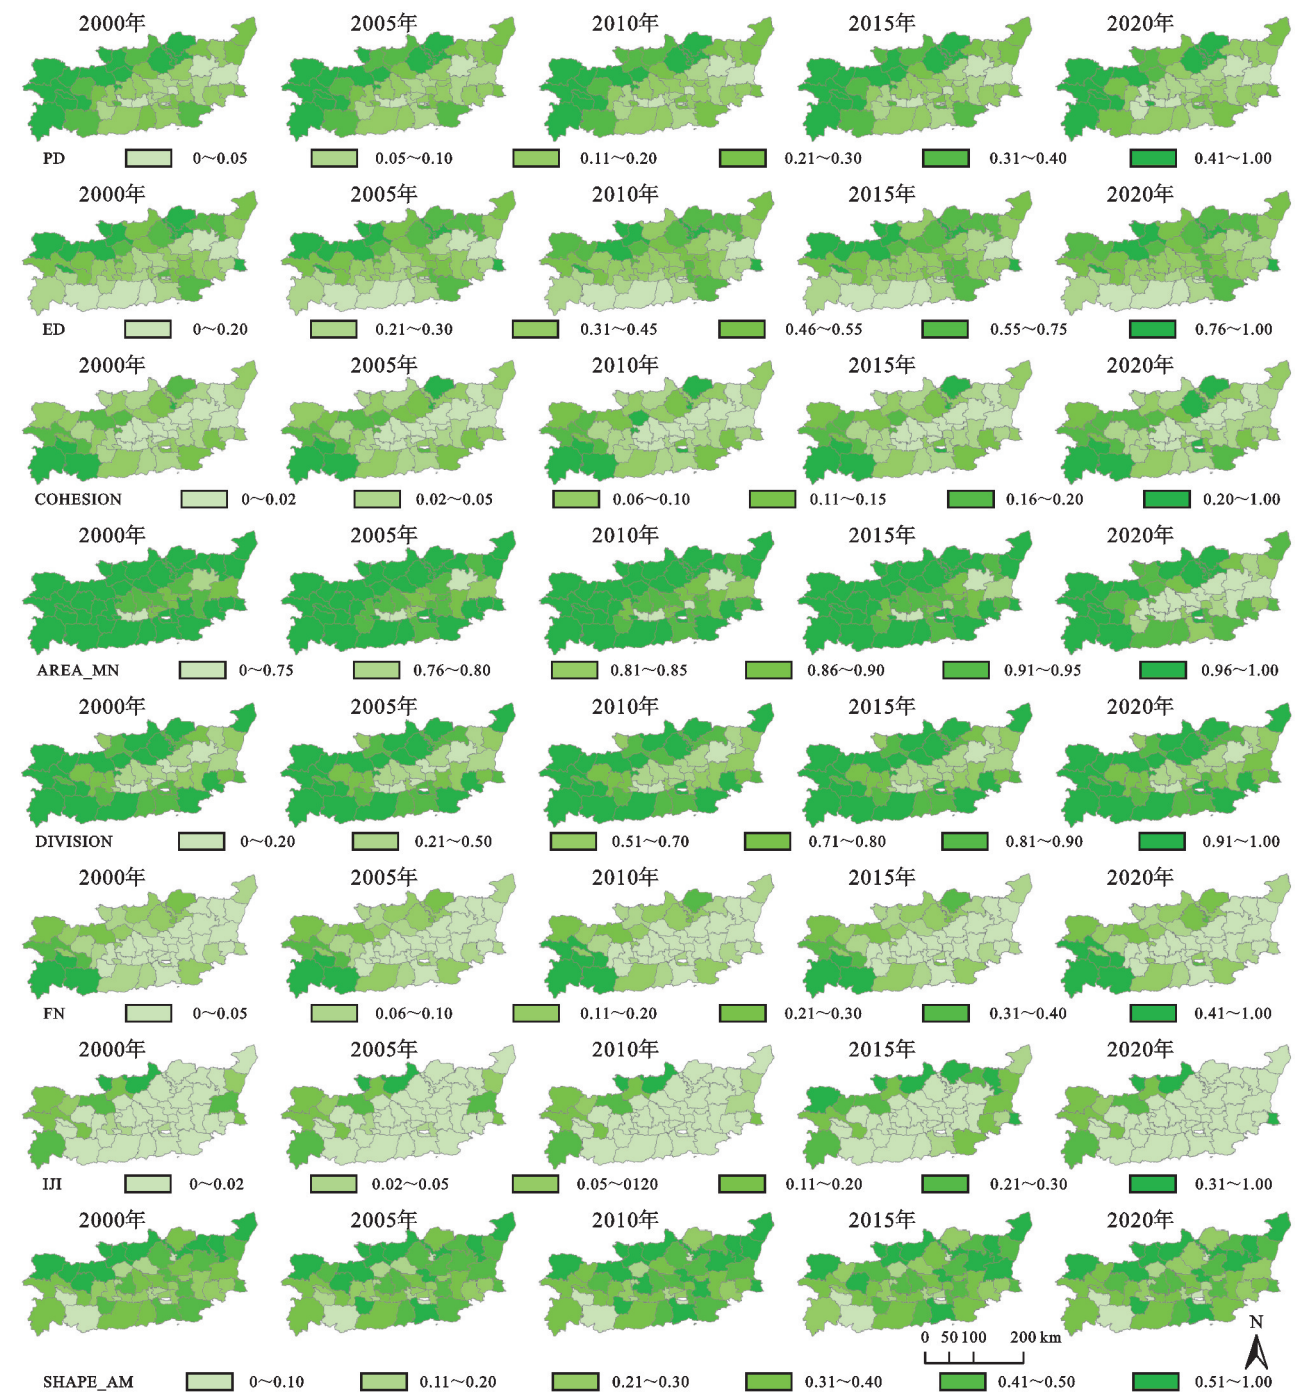 2000年 2005年 2010年 2015年 2020年
PD 0～0.05 0.05～0.10 0.11～0.20 0.21～0.30 0.31～0.40 0.41～1.00
2000年 2005年 2010年 2015年 2020年
ED 0～0.20 0.21～0.30 0.31～0.45 0.46～0.55 0.55～0.75 0.76～1.00
2000年 2005年 2010年 2015年 2020年
COHESION 0～0.02 0.02～0.05 0.06～0.10 0.11～0.15 0.16～0.20 0.20～1.00
2000年 2005年 2010年 2015年 2020年
AREA_MN 0～0.75 0.76～0.80 0.81～0.85 0.86～0.90 0.91～0.95 0.96～1.00
2000年 2005年 2010年 2015年 2020年
DIVISION 0～0.20 0.21～0.50 0.51～0.70 0.71～0.80 0.81～0.90 0.91～1.00
2000年 2005年 2010年 2015年 2020年
FN 0～0.05 0.06～0.10 0.11～0.20 0.21～0.30 0.31～0.40 0.41～1.00
2000年 2005年 2010年 2015年 2020年
IJI 0～0.02 0.02～0.05 0.05～0120 0.11～0.20 0.21～0.30 0.31～1.00
2000年 2005年 2010年 2015年 2020年
N
0 50 100 200 km
SHAPE_AM 0～0.10 0.11～0.20 0.21～0.30 0.31～0.40 0.41～0.50 0.51～1.00